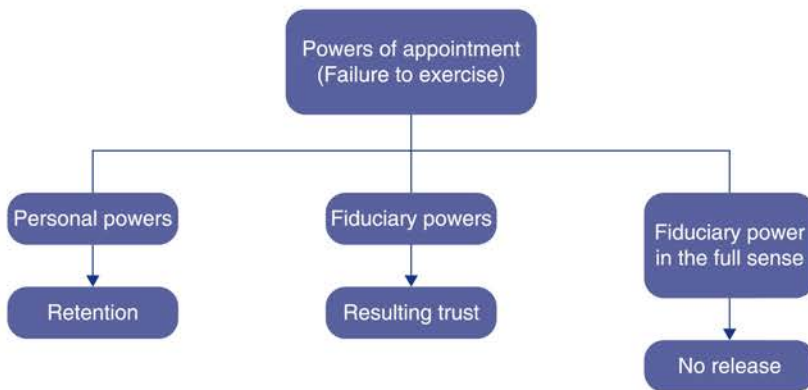 Powers of appointment
(Failure to exercise)
Personal powers
Fiduciary powers
Fiduciary power
in the full sense
Retention
Resulting trust
No release